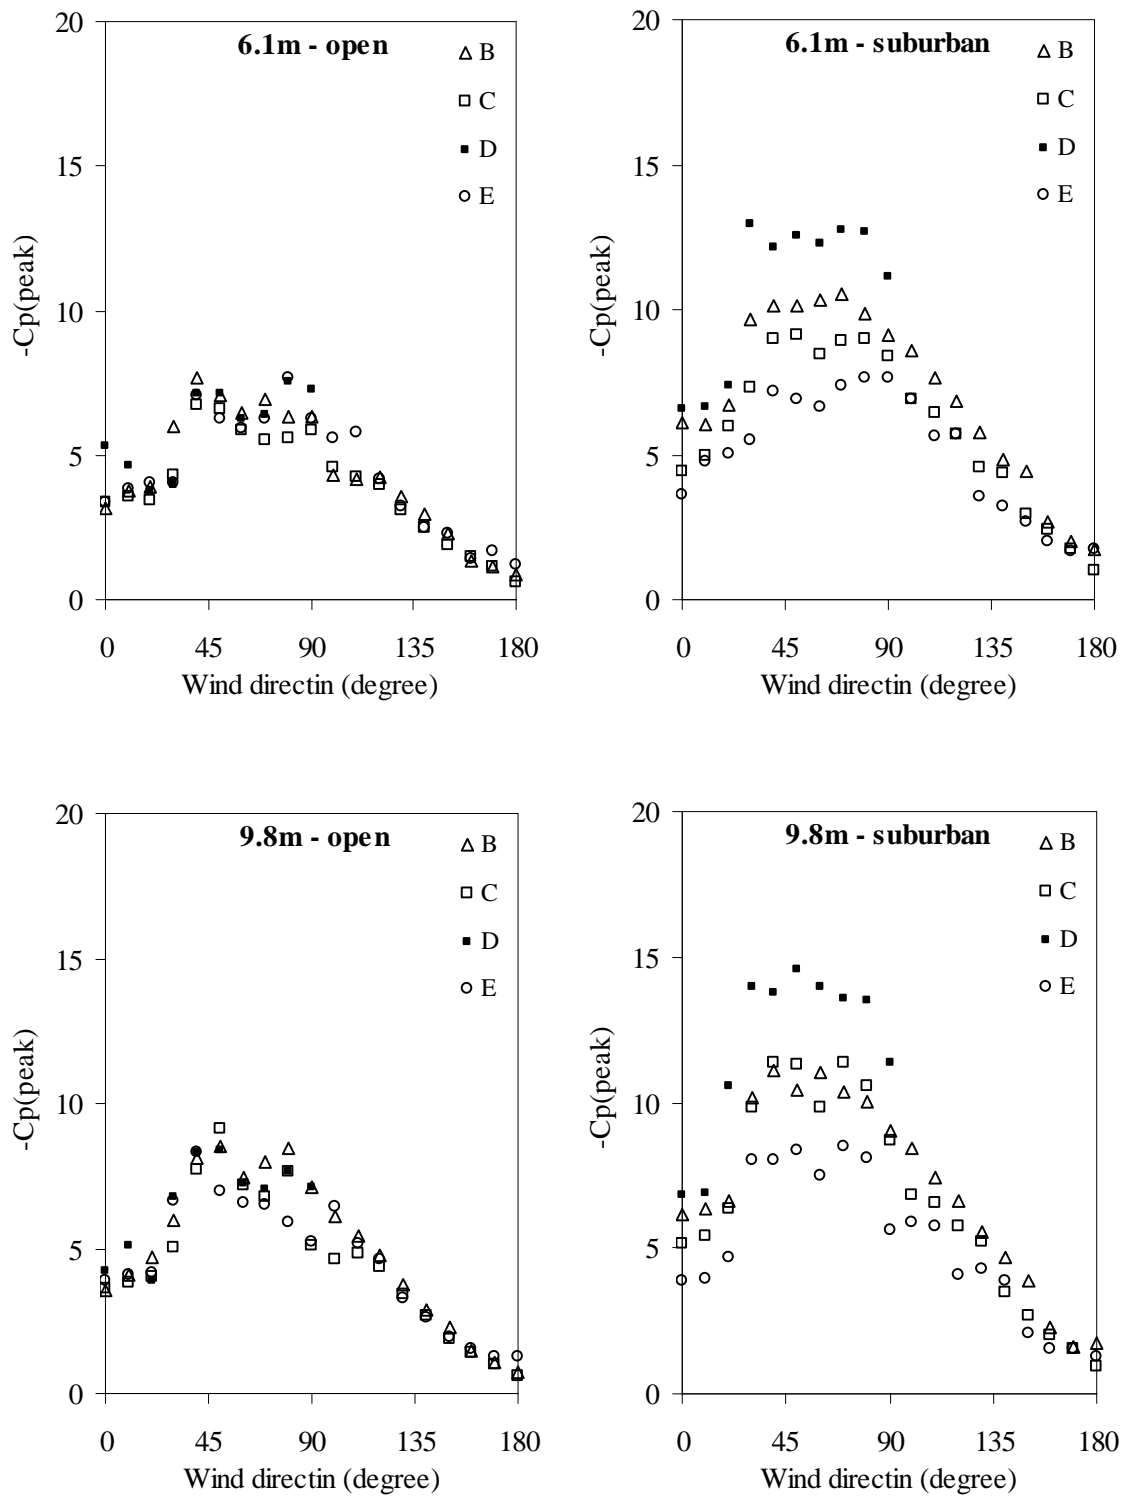 6.1m - open
B
C
D
E
20
15
10
5
0
-Cp(peak)
0 45 90 135 180
Wind directin (degree)
6.1m - suburban
B
C
D
E
20
15
10
5
0
-Cp(peak)
0 45 90 135 180
Wind directin (degree)
9.8m - open
B
C
D
E
20
15
10
5
0
-Cp(peak)
0 45 90 135 180
Wind directin (degree)
9.8m - suburban
B
C
D
E
20
15
10
5
0
-Cp(peak)
0 45 90 135 180
Wind directin (degree)